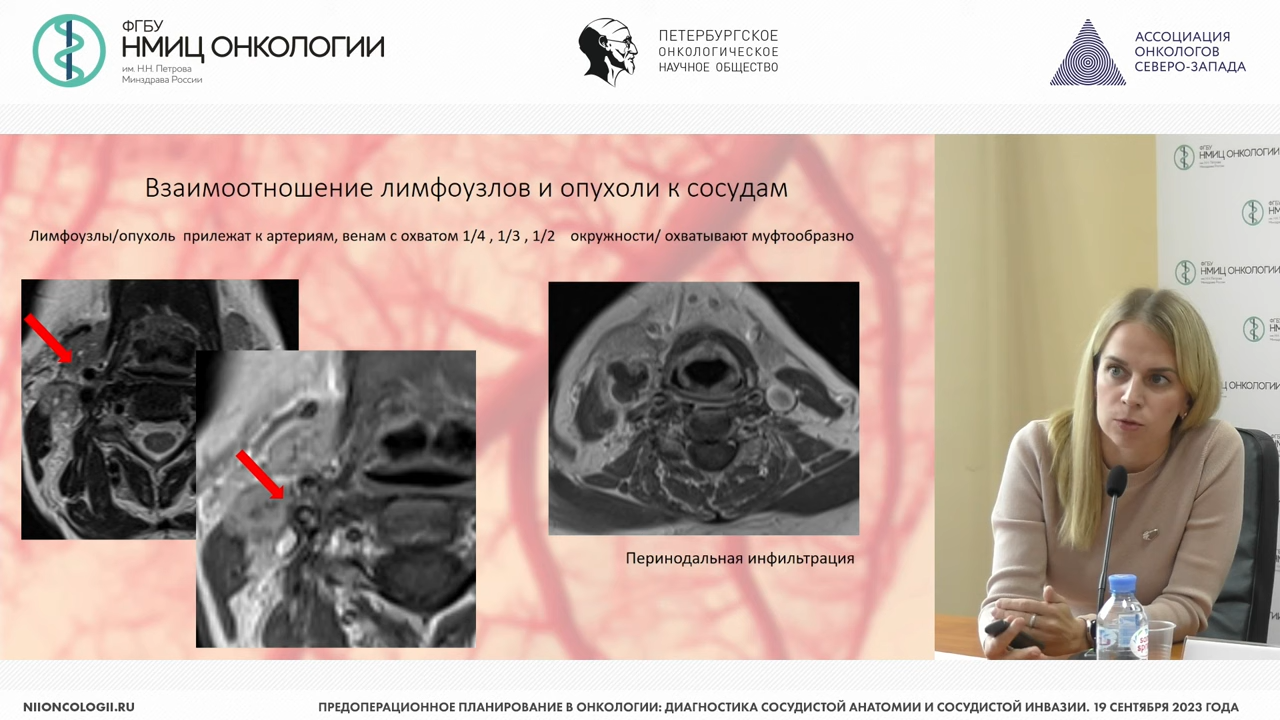 ФГБУ
НМИЦ ОНКОЛОГИИ
им. Н.Н. Петрова
Минздрава России
ПЕТЕРБУРГСКОЕ
ОНКОЛОГИЧЕСКОЕ
НАУЧНОЕ ОБЩЕСТВО
АССОЦИАЦИЯ
ОНКОЛОГОВ
СЕВЕРО-ЗАПАДА
Взаимоотношение лимфоузлов и опухоли к сосудам
Лимфоузлы/опухоль прилежат к артериям, венам с охватом 1/4 , 1/3 , 1/2 окружности/ охватывают муфтообразно
Перинодальная инфильтрация
ФГБУ
НМИЦ ОНКОЛОГИИ
ФГБУ
НМИЦ ОНКОЛОГИИ
NIIONCOLOGII.RU
ПРЕДОПЕРАЦИОННОЕ ПЛАНИРОВАНИЕ В ОНКОЛОГИИ: ДИАГНОСТИКА СОСУДИСТОЙ АНАТОМИИ И СОСУДИСТОЙ ИНВАЗИИ. 19 СЕНТЯБРЯ 2023 ГОДА